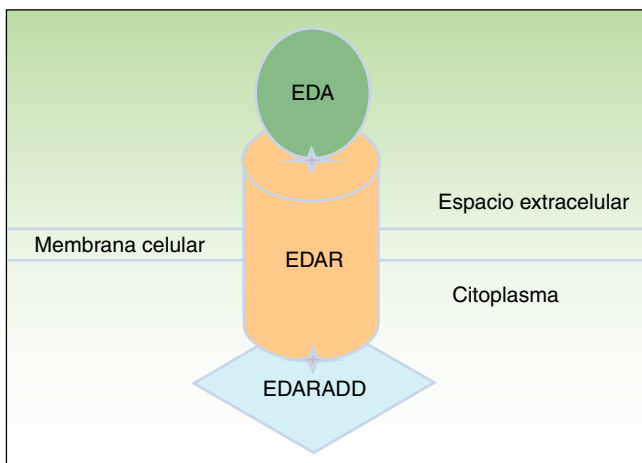 EDA
Espacio extracelular
Membrana celular
EDAR
Citoplasma
EDARADD